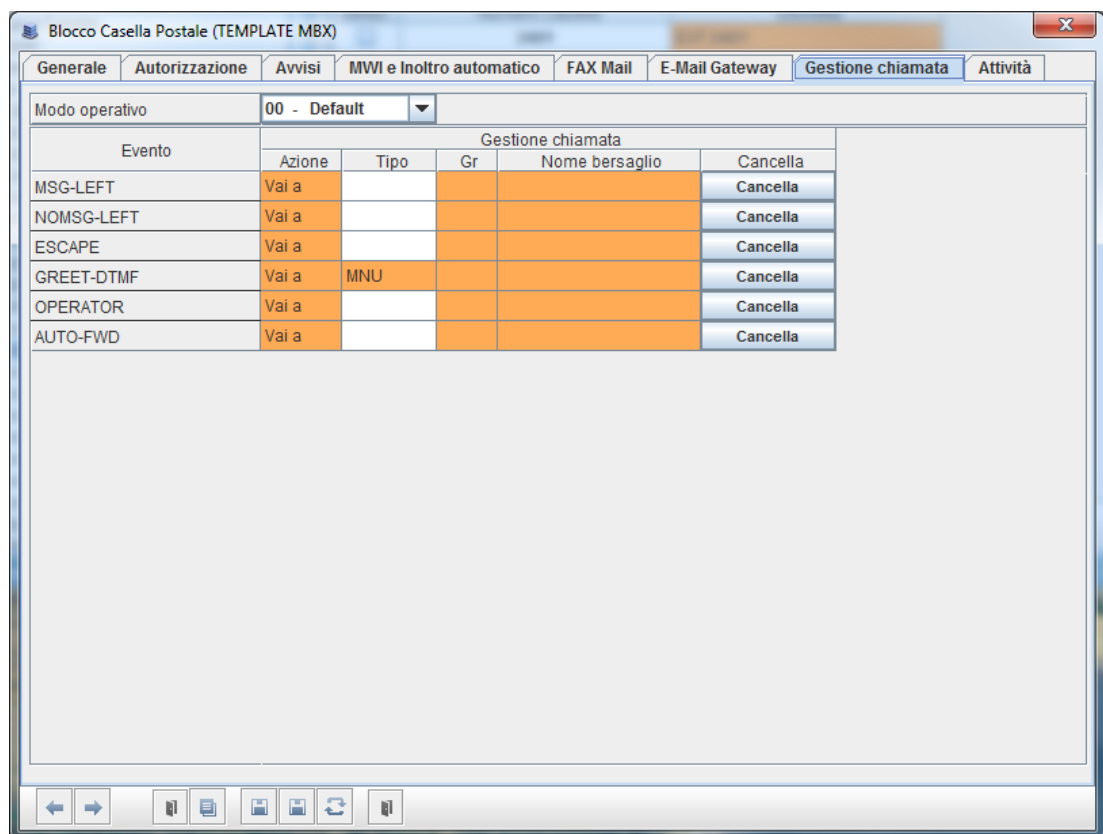 Blocco Casella Postale (TEMPLATE MBX)
Generale Autorizzazione Avvisi MWI e Inoltro automatico FAX Mail E-Mail Gateway Gestione chiamata Attività
Modo operativo 00 - Default
Evento Gestione chiamata
Azione Tipo Gr Nome bersaglio Cancella
MSG-LEFT Vai a Cancella
NOMSG-LEFT Vai a Cancella
ESCAPE Vai a Cancella
GREET-DTMF Vai a MNU Cancella
OPERATOR Vai a Cancella
AUTO-FWD Vai a Cancella